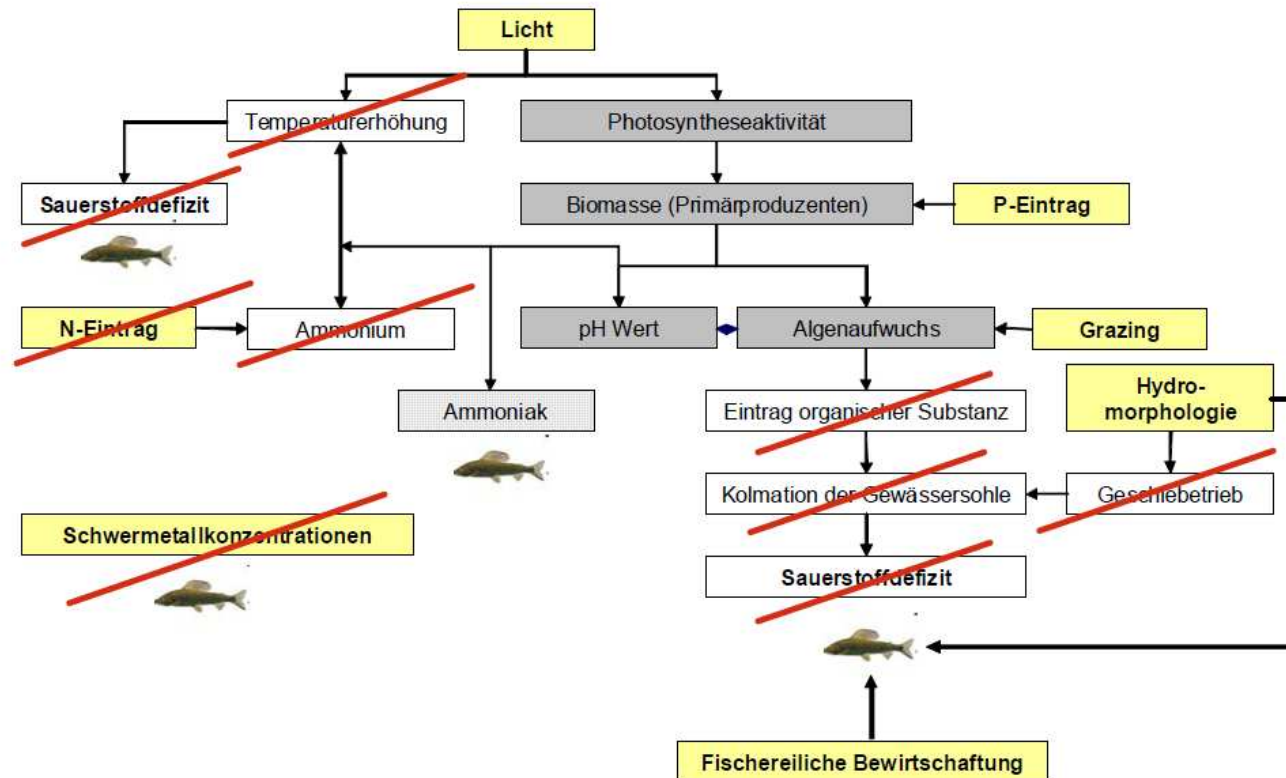 Licht
Temperaturerhöhung
Photosyntheseaktivität
Sauerstoffdefizit
Biomasse (Primärproduzenten)
P-Eintrag
N-Eintrag
Ammonium
pH Wert
Algenaufwuchs
Grazing
Ammoniak
Eintrag organischer Substanz
Hydro-
morphologie
Kolmation der Gewässersohle
Geschiebetrieb
Schwermetallkonzentrationen
Sauerstoffdefizit
Fischereiliche Bewirtschaftung